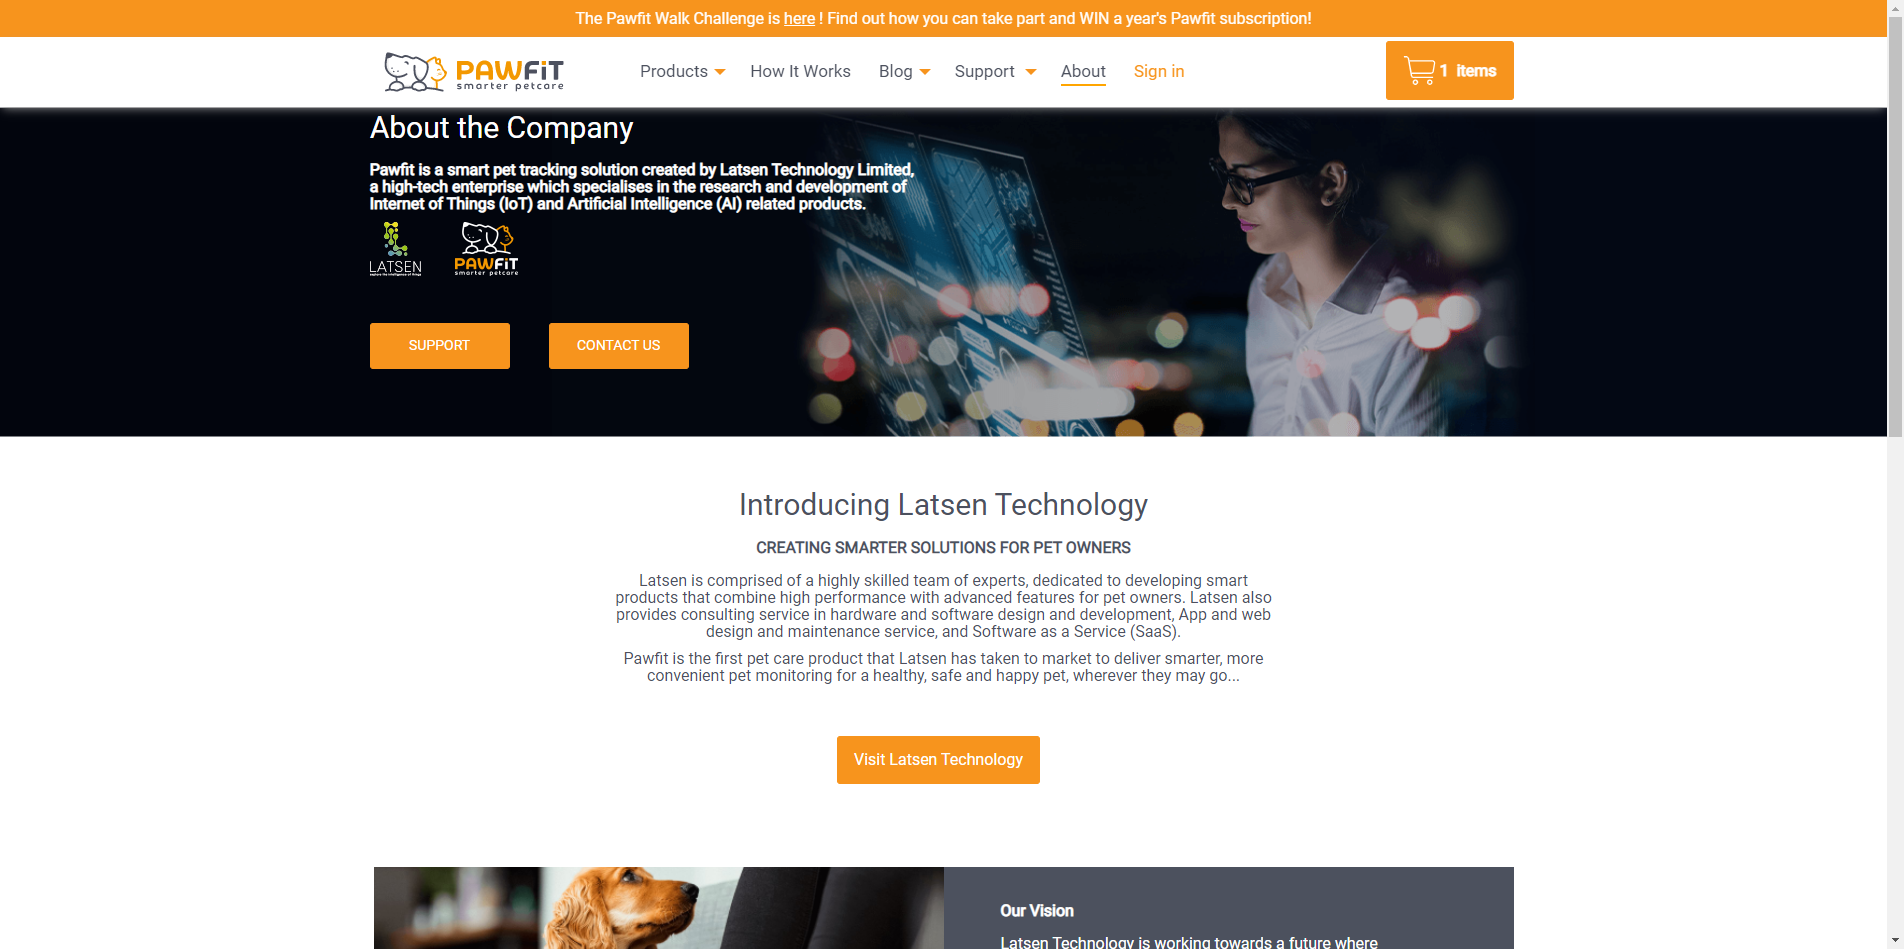 The Pawfit Walk Challenge is here ! Find out how you can take part and WIN a year's Pawfit subscription!
PAWFiT
smarter petcare
Products
How It Works
Blog
Support
About
Sign in
1 items
About the Company
Pawfit is a smart pet tracking solution created by Latsen Technology Limited,
a high-tech enterprise which specialises in the research and development of
Internet of Things (IoT) and Artificial Intelligence (AI) related products.
LATSEN
explore the intelligence of things
PAWFiT
smarter petcare
SUPPORT
CONTACT US
Introducing Latsen Technology
CREATING SMARTER SOLUTIONS FOR PET OWNERS
Latsen is comprised of a highly skilled team of experts, dedicated to developing smart
products that combine high performance with advanced features for pet owners. Latsen also
provides consulting service in hardware and software design and development, App and web
design and maintenance service, and Software as a Service (SaaS).
Pawfit is the first pet care product that Latsen has taken to market to deliver smarter, more
convenient pet monitoring for a healthy, safe and happy pet, wherever they may go...
Visit Latsen Technology
Our Vision
Latsen Technology is working towards a future where